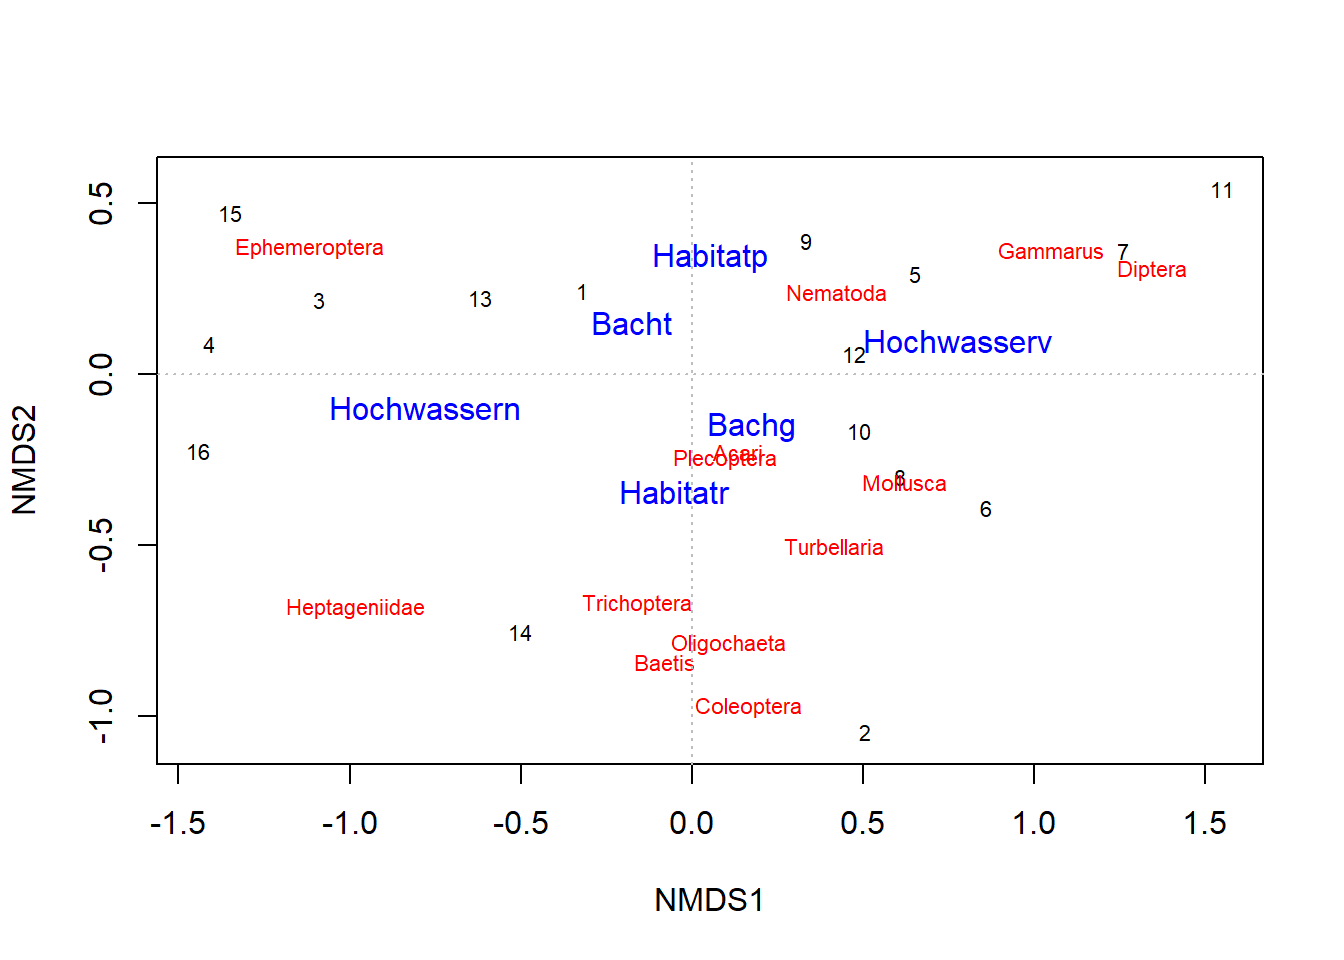 11
15
Ephemeroptera
Habitatp
9
Gammarus
7
Diptera
5
Nematoda
3
13
1
Bacht
Hochwasserv
12
4
Hochwassern
Bachg
10
Acari
Plecoptera
16
Habitatr
Mollusca
6
Turbellaria
Heptageniidae
Trichoptera
14
Oligochaeta
Baetis
Coleoptera
2
0.5
0.0
-0.5
-1.0
NMDS2
-1.5 -1.0 -0.5 0.0 0.5 1.0 1.5
NMDS1